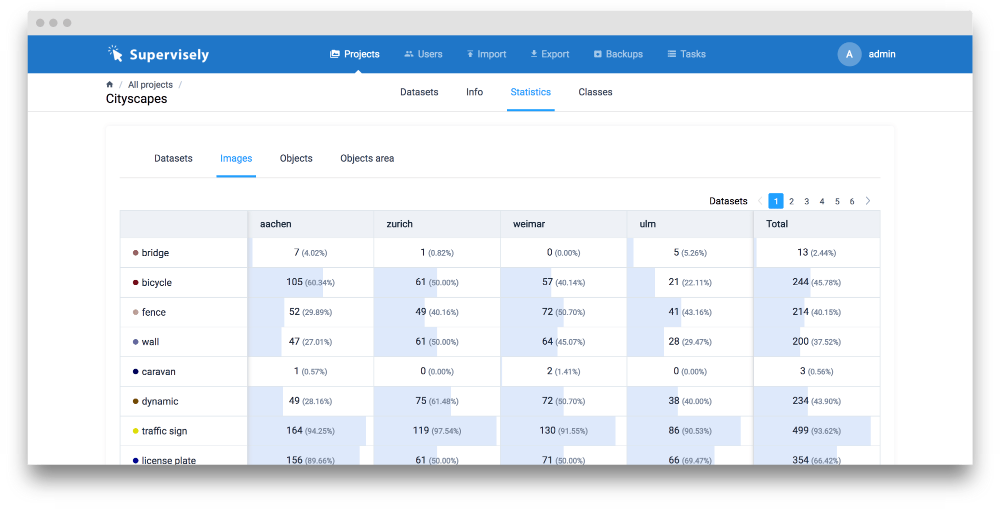 Supervisely Projects Users Import Export Backups Tasks A admin
/ All projects /
Cityscapes
Datasets Info Statistics Classes
Datasets Images Objects Objects area
Datasets 1 2 3 4 5 6
aachen zurich weimar ulm Total
bridge 7 (4.02%) 1 (0.82%) 0 (0.00%) 5 (5.26%) 13 (2.44%)
bicycle 105 (60.34%) 61 (50.00%) 57 (40.14%) 21 (22.11%) 244 (45.78%)
fence 52 (29.89%) 49 (40.16%) 72 (50.70%) 41 (43.16%) 214 (40.15%)
wall 47 (27.01%) 61 (50.00%) 64 (45.07%) 28 (29.47%) 200 (37.52%)
caravan 1 (0.57%) 0 (0.00%) 2 (1.41%) 0 (0.00%) 3 (0.56%)
dynamic 49 (28.16%) 75 (61.48%) 72 (50.70%) 38 (40.00%) 234 (43.90%)
traffic sign 164 (94.25%) 119 (97.54%) 130 (91.55%) 86 (90.53%) 499 (93.62%)
license plate 156 (89.66%) 61 (50.00%) 71 (50.00%) 66 (69.47%) 354 (66.42%)